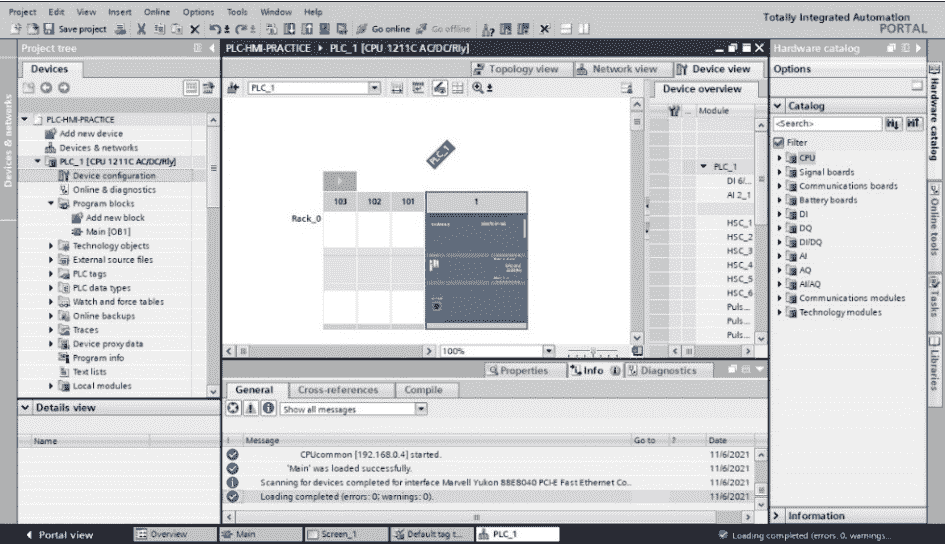 Project Edit View Insert Online Options Tools Window Help
Totally Integrated Automation
PORTAL
Save project
Go online
Go offline
Project tree
PLC-HMI-PRACTICE PLC_1 [CPU 1211C AC/DC/Rly]
Hardware catalog
Devices
Topology view
Network view
Device view
Options
PLC_1
Device overview
Module
Catalog
<Search>
Filter
PLC-HMI-PRACTICE
Add new device
Devices & networks
PLC_1 [CPU 1211C AC/DC/Rly]
Device configuration
Online & diagnostics
Program blocks
Add new block
Main [OB1]
Technology objects
External source files
PLC tags
PLC data types
Watch and force tables
Online backups
Traces
Device proxy data
Program info
Text lists
Local modules
PLC_1
103
102
101
1
Rack_0
100%
PLC_1
DI 6/...
AI 2_1
HSC_1
HSC_2
HSC_3
HSC_4
HSC_5
HSC_6
Puls...
Puls...
Puls...
CPU
Signal boards
Communications boards
Battery boards
DI
DQ
DI/DQ
AI
AQ
AI/AQ
Communications modules
Technology modules
Devices & networks
Hardware catalog
Online tools
Tasks
Libraries
Properties
Info
Diagnostics
General
Cross-references
Compile
Show all messages
Details view
Name
! Message Go to ? Date
CPUcommon [192.168.0.4] started. 11/6/2021
'Main' was loaded successfully. 11/6/2021
Scanning for devices completed for interface Marvell Yukon 88E8040 PCI-E Fast Ethernet Co... 11/6/2021
Loading completed (errors: 0; warnings: 0). 11/6/2021
Information
Portal view
Overview
Main
Screen_1
Default tag t...
PLC_1
Loading completed (errors: 0; warnings...